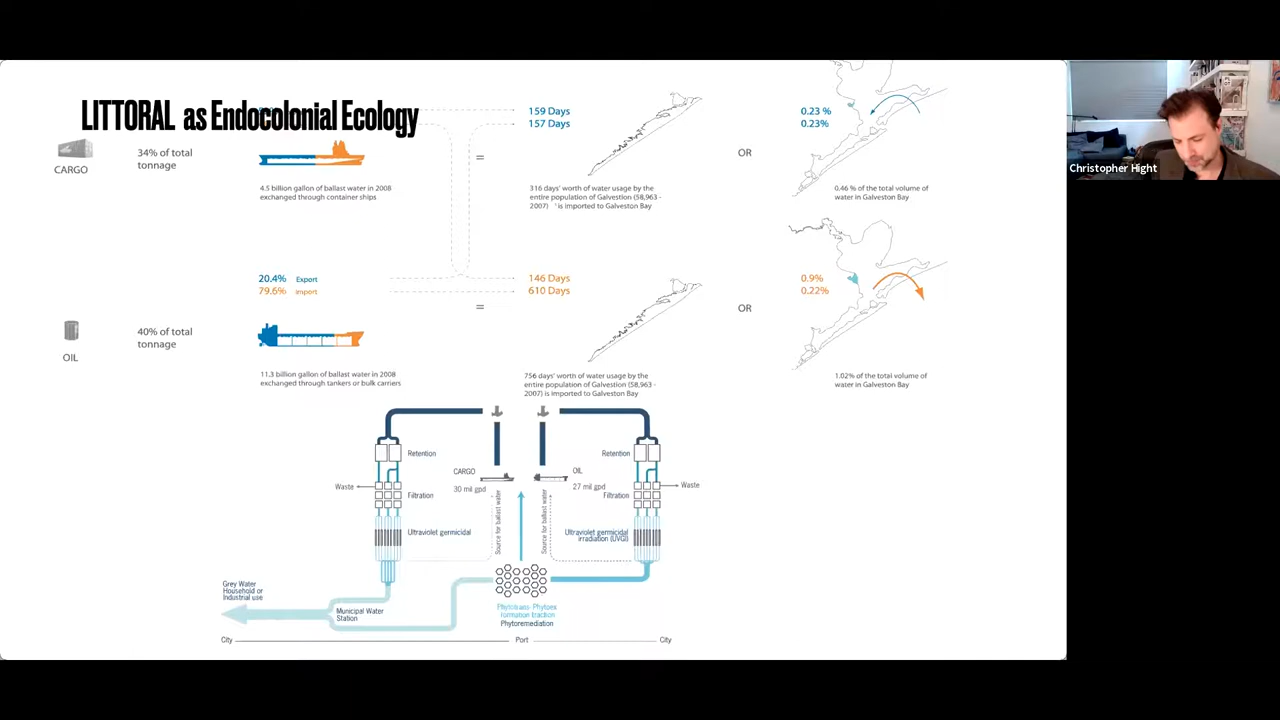 LITTORAL as Endocolonial Ecology
CARGO
34% of total
tonnage
4.5 billion gallon of ballast water in 2008
exchanged through container ships
=
159 Days
157 Days
316 days' worth of water usage by the
entire population of Galvestion (58,963 -
2007) is imported to Galveston Bay
OR
0.23 %
0.23%
0.46 % of the total volume of
water in Galveston Bay
Christopher Hight
OIL
40% of total
tonnage
20.4% Export
79.6% import
11.3 billion gallon of ballast water in 2008
exchanged through tankers or bulk carriers
=
146 Days
610 Days
756 days' worth of water usage by the
entire population of Galvestion (58,963 -
2007) is imported to Galveston Bay
OR
0.9%
0.22%
1.02% of the total volume of
water in Galveston Bay
Retention
Waste
Filtration
Ultraviolet germicidal
CARGO
30 mil gpd
Source for ballast water
OIL
27 mil gpd
Source for ballast water
Retention
Waste
Filtration
Ultraviolet germicidal
irradiation (UVGI)
Grey Water
Household or
Industrial use
Municipal Water
Station
Phytoremediation
City
Port
City